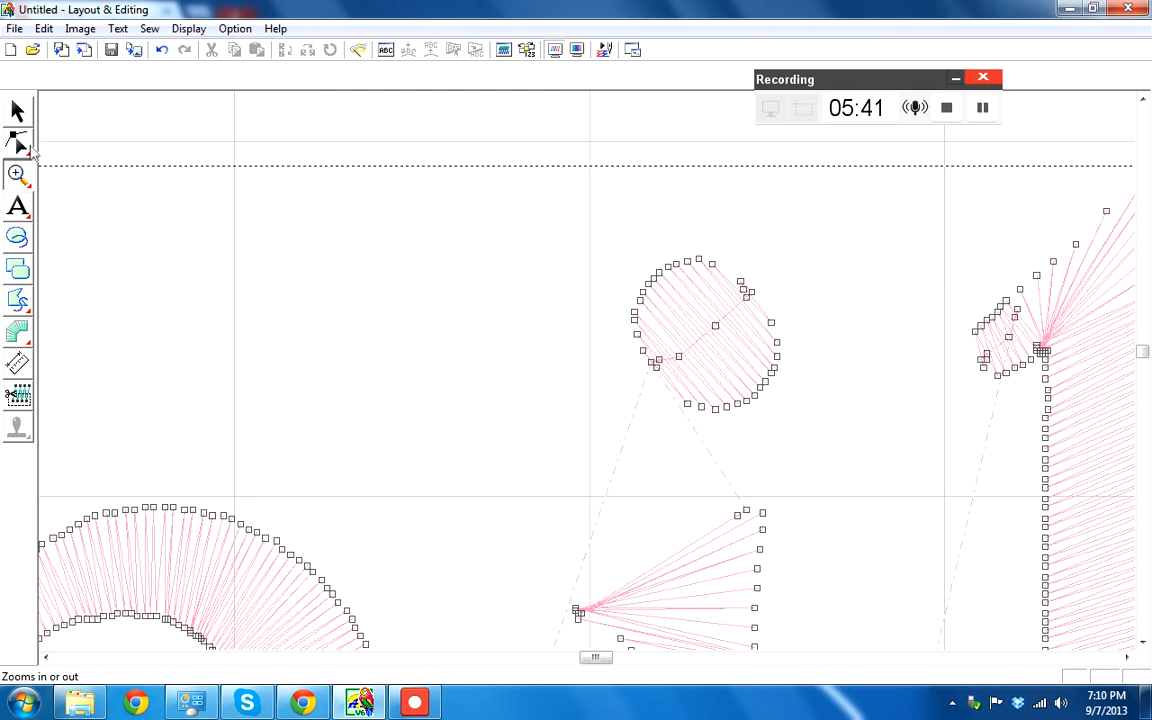 Untitled - Layout & Editing
File Edit Image Text Sew Display Option Help
ABC
Recording
05:41
A
Zooms in or out
7:10 PM
9/7/2013